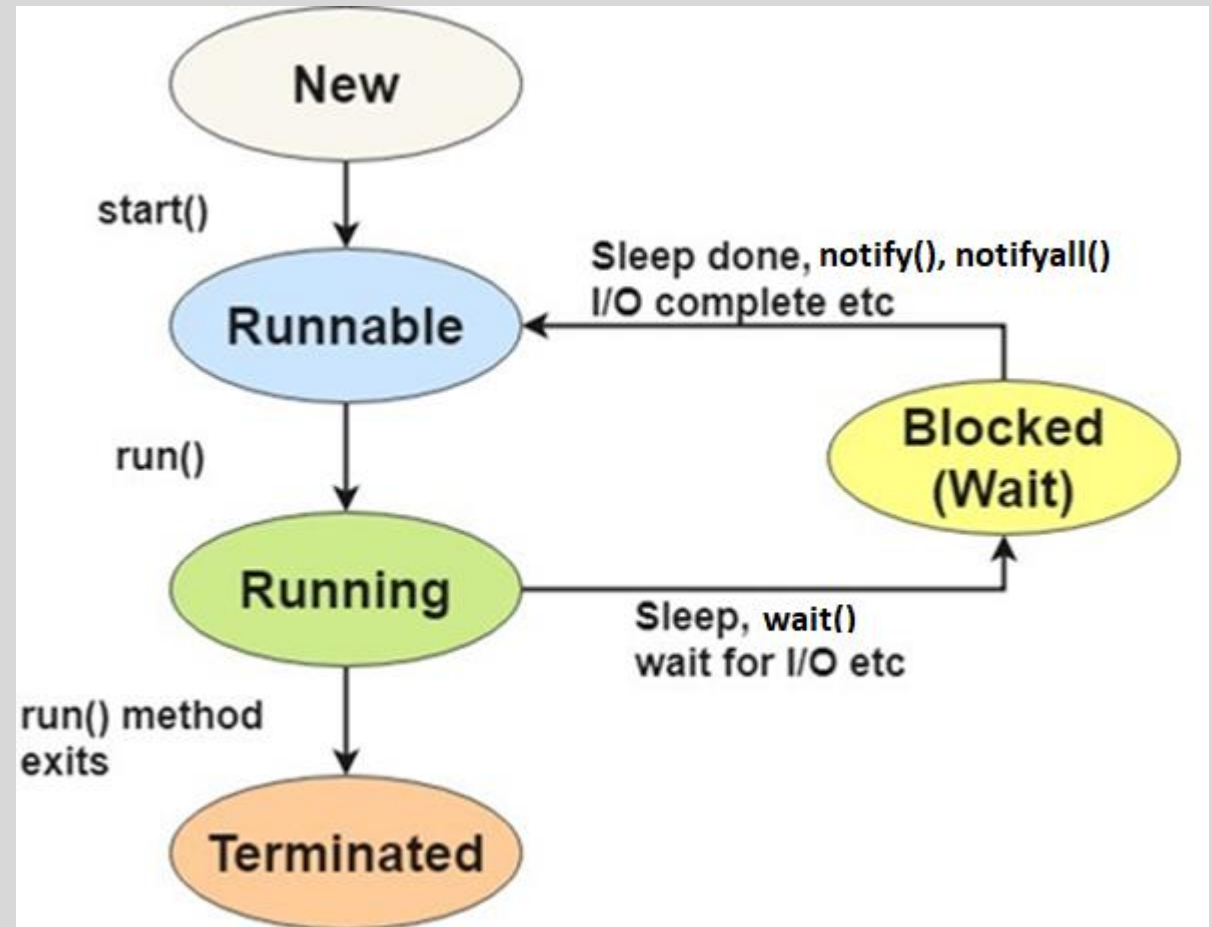 New
start()
Sleep done, notify(), notifyall()
I/O complete etc
Runnable
Blocked
(Wait)
run()
Running
Sleep, wait()
wait for I/O etc
run() method
exits
Terminated